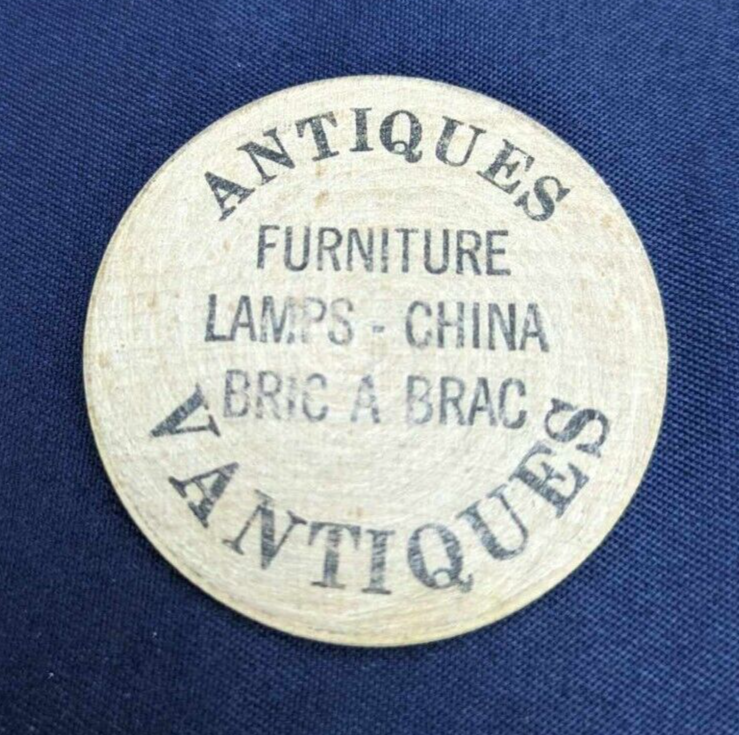 ANTIQUES
FURNITURE
LAMPS - CHINA
BRIC A BRAC
VANTIQUES